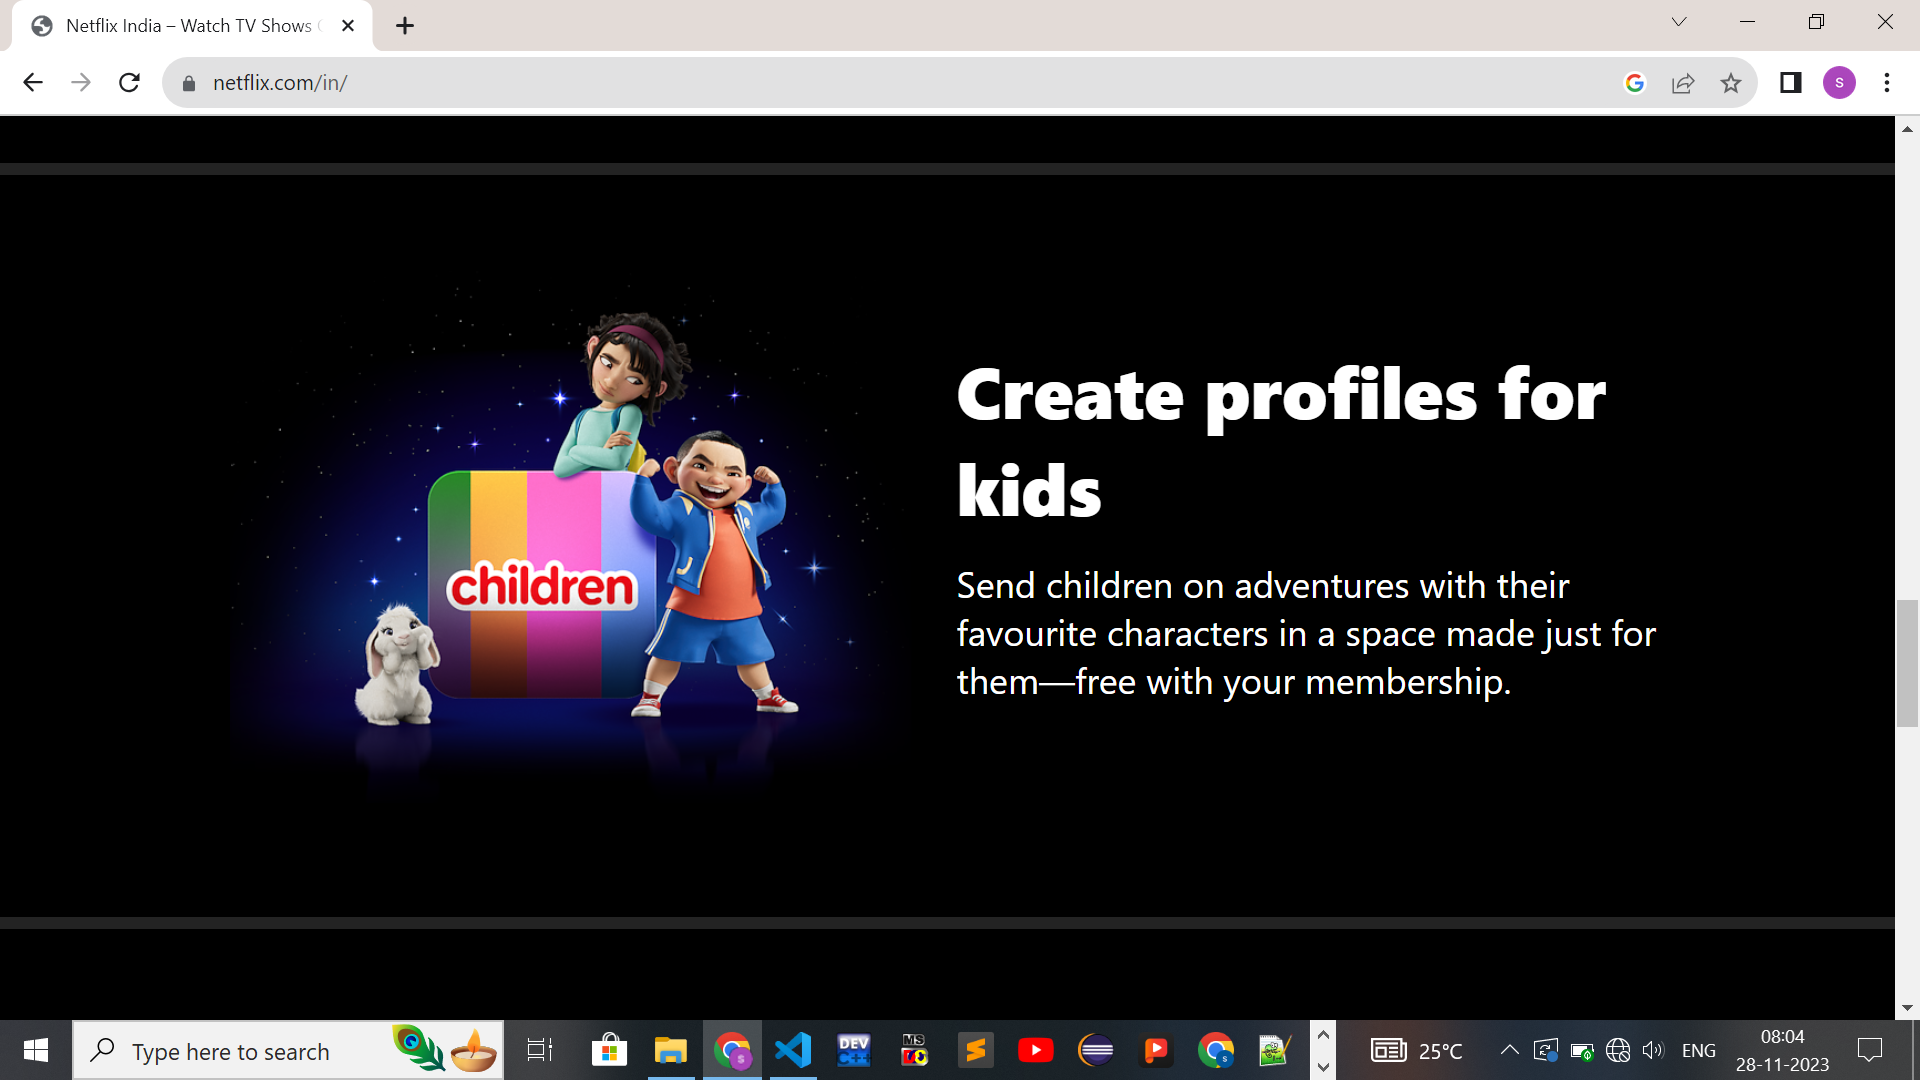 Netflix India – Watch TV Shows
netflix.com/in/
S
Create profiles for
kids
children
Send children on adventures with their
favourite characters in a space made just for
them—free with your membership.
Type here to search
S
DEV
C++
MS
S
25°C
ENG
08:04
28-11-2023